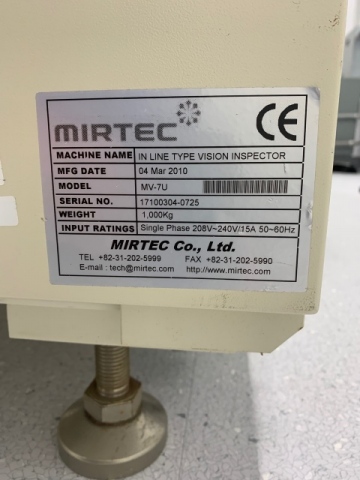 MIRTEC CE
MACHINE NAME IN LINE TYPE VISION INSPECTOR
MFG DATE 04 Mar 2010
MODEL MV-7U
SERIAL NO. 17100304-0725
WEIGHT 1,000Kg
INPUT RATINGS Single Phase 208V~240V/15A 50~60Hz
MIRTEC Co., Ltd.
TEL +82-31-202-5999 FAX +82-31-202-5990
E-mail : tech@mirtec.com http://www.mirtec.com